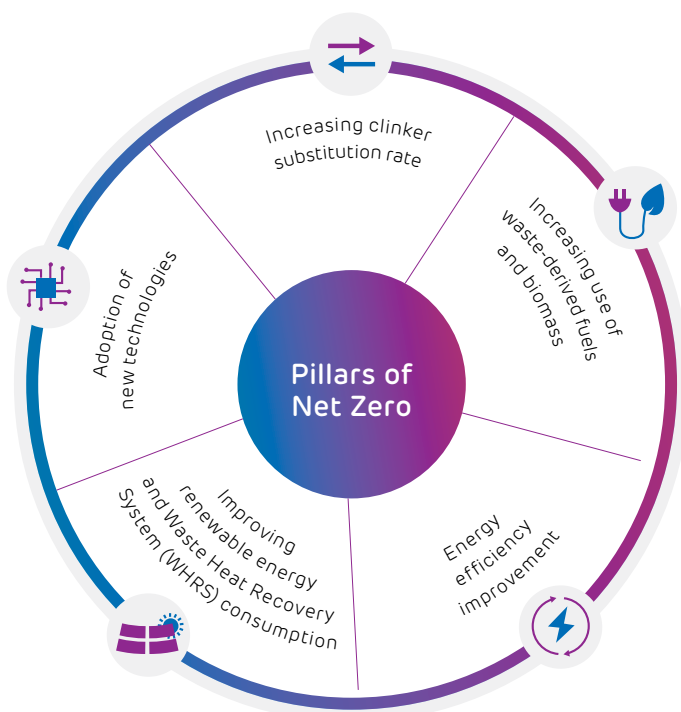 Increasing clinker
substitution rate
Increasing use of
waste-derived fuels
and biomass
Energy
efficiency
improvement
Improving
renewable energy
and Waste Heat Recovery
System (WHRS) consumption
Adoption of
new technologies
Pillars of
Net Zero